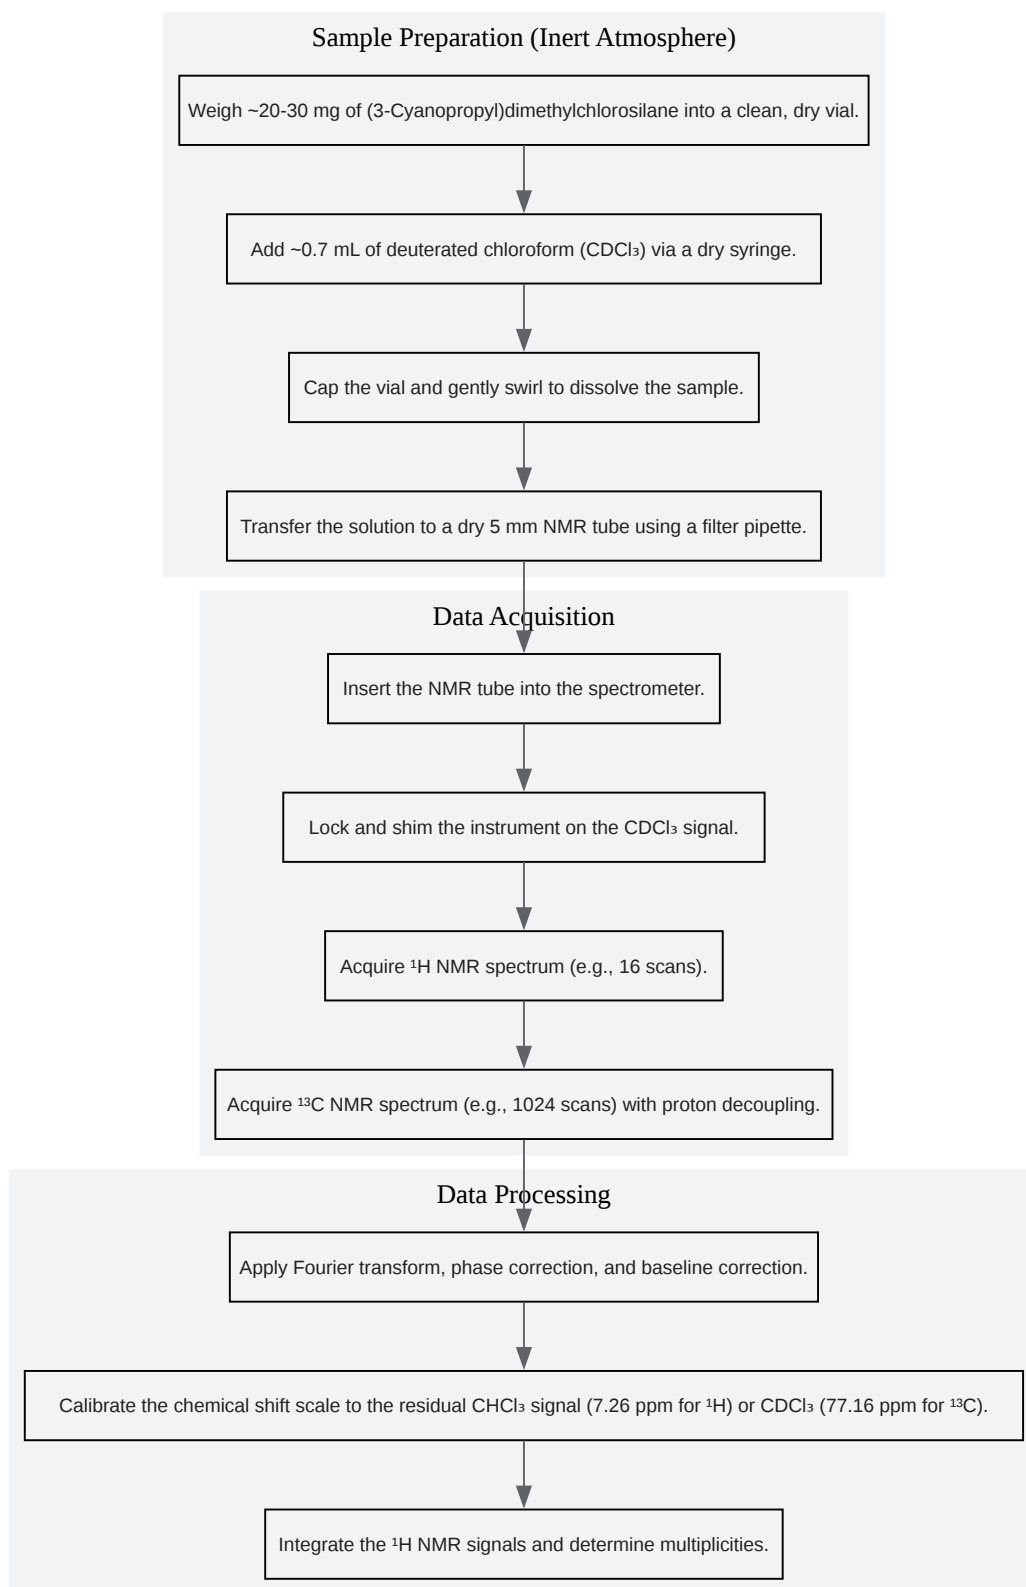 Sample Preparation (Inert Atmosphere)
Weigh ~20-30 mg of (3-Cyanopropyl)dimethylchlorosilane into a clean, dry vial.
Add ~0.7 mL of deuterated chloroform (CDCl₃) via a dry syringe.
Cap the vial and gently swirl to dissolve the sample.
Transfer the solution to a dry 5 mm NMR tube using a filter pipette.
Data Acquisition
Insert the NMR tube into the spectrometer.
Lock and shim the instrument on the CDCl₃ signal.
Acquire ¹H NMR spectrum (e.g., 16 scans).
Acquire ¹³C NMR spectrum (e.g., 1024 scans) with proton decoupling.
Data Processing
Apply Fourier transform, phase correction, and baseline correction.
Calibrate the chemical shift scale to the residual CHCl₃ signal (7.26 ppm for ¹H) or CDCl₃ (77.16 ppm for ¹³C).
Integrate the ¹H NMR signals and determine multiplicities.